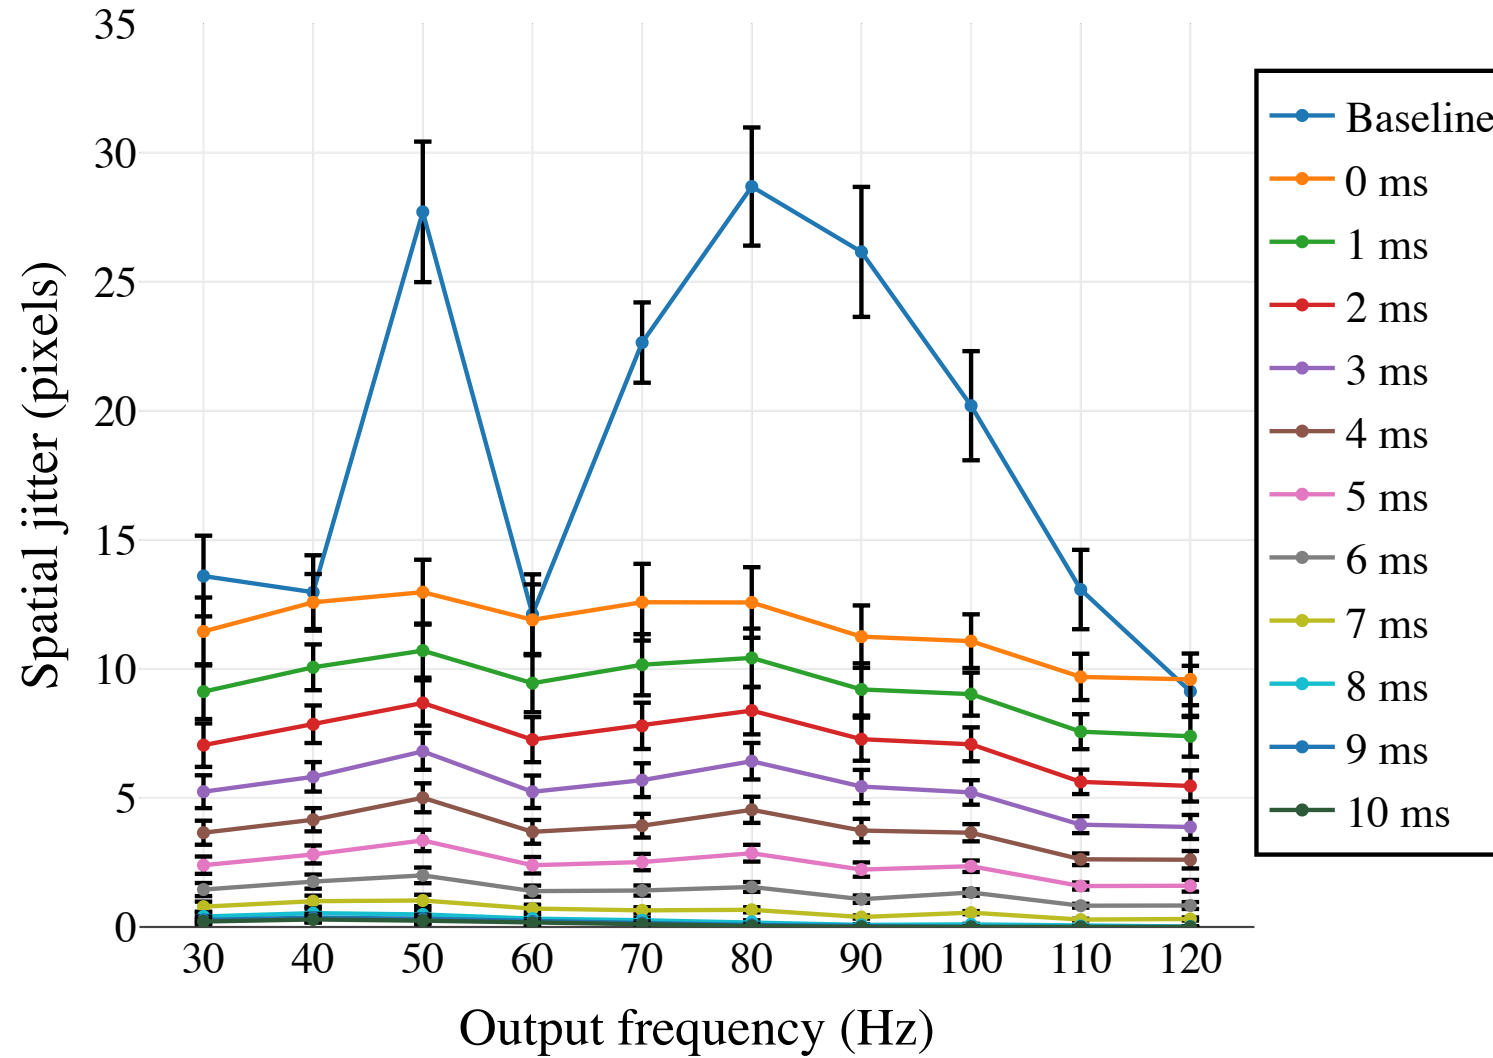 35
30
25
20
15
10
5
0
Spatial jitter (pixels)
30 40 50 60 70 80 90 100 110 120
Output frequency (Hz)
Baseline
0 ms
1 ms
2 ms
3 ms
4 ms
5 ms
6 ms
7 ms
8 ms
9 ms
10 ms